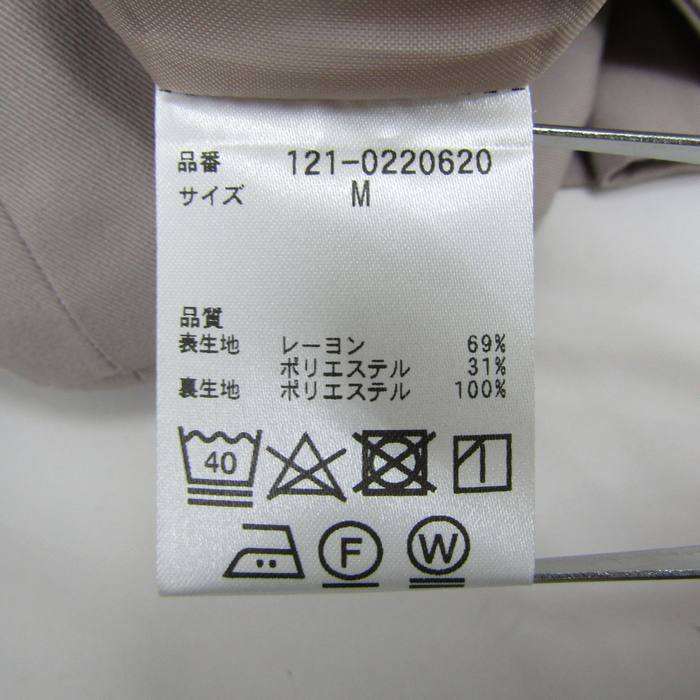 品番 121-0220620
サイズ M
品質
表生地 レーヨン 69%
ポリエステル 31%
裏生地 ポリエステル 100%
40
F W